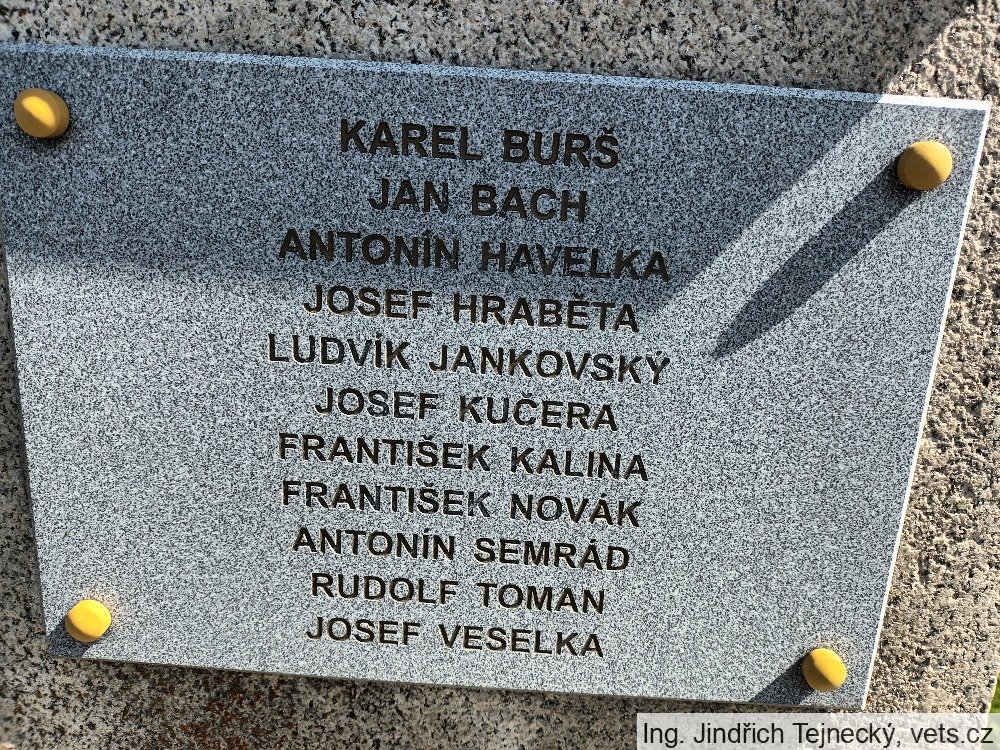 KAREL BURŠ
JAN BACH
ANTONÍN HAVELKA
JOSEF HRABĚTA
LUDVÍK JANKOVSKÝ
JOSEF KUČERA
FRANTIŠEK KALINA
FRANTIŠEK NOVÁK
ANTONÍN SEMRÁD
RUDOLF TOMAN
JOSEF VESELKA
Ing. Jindřich Tejnecký, vets.cz